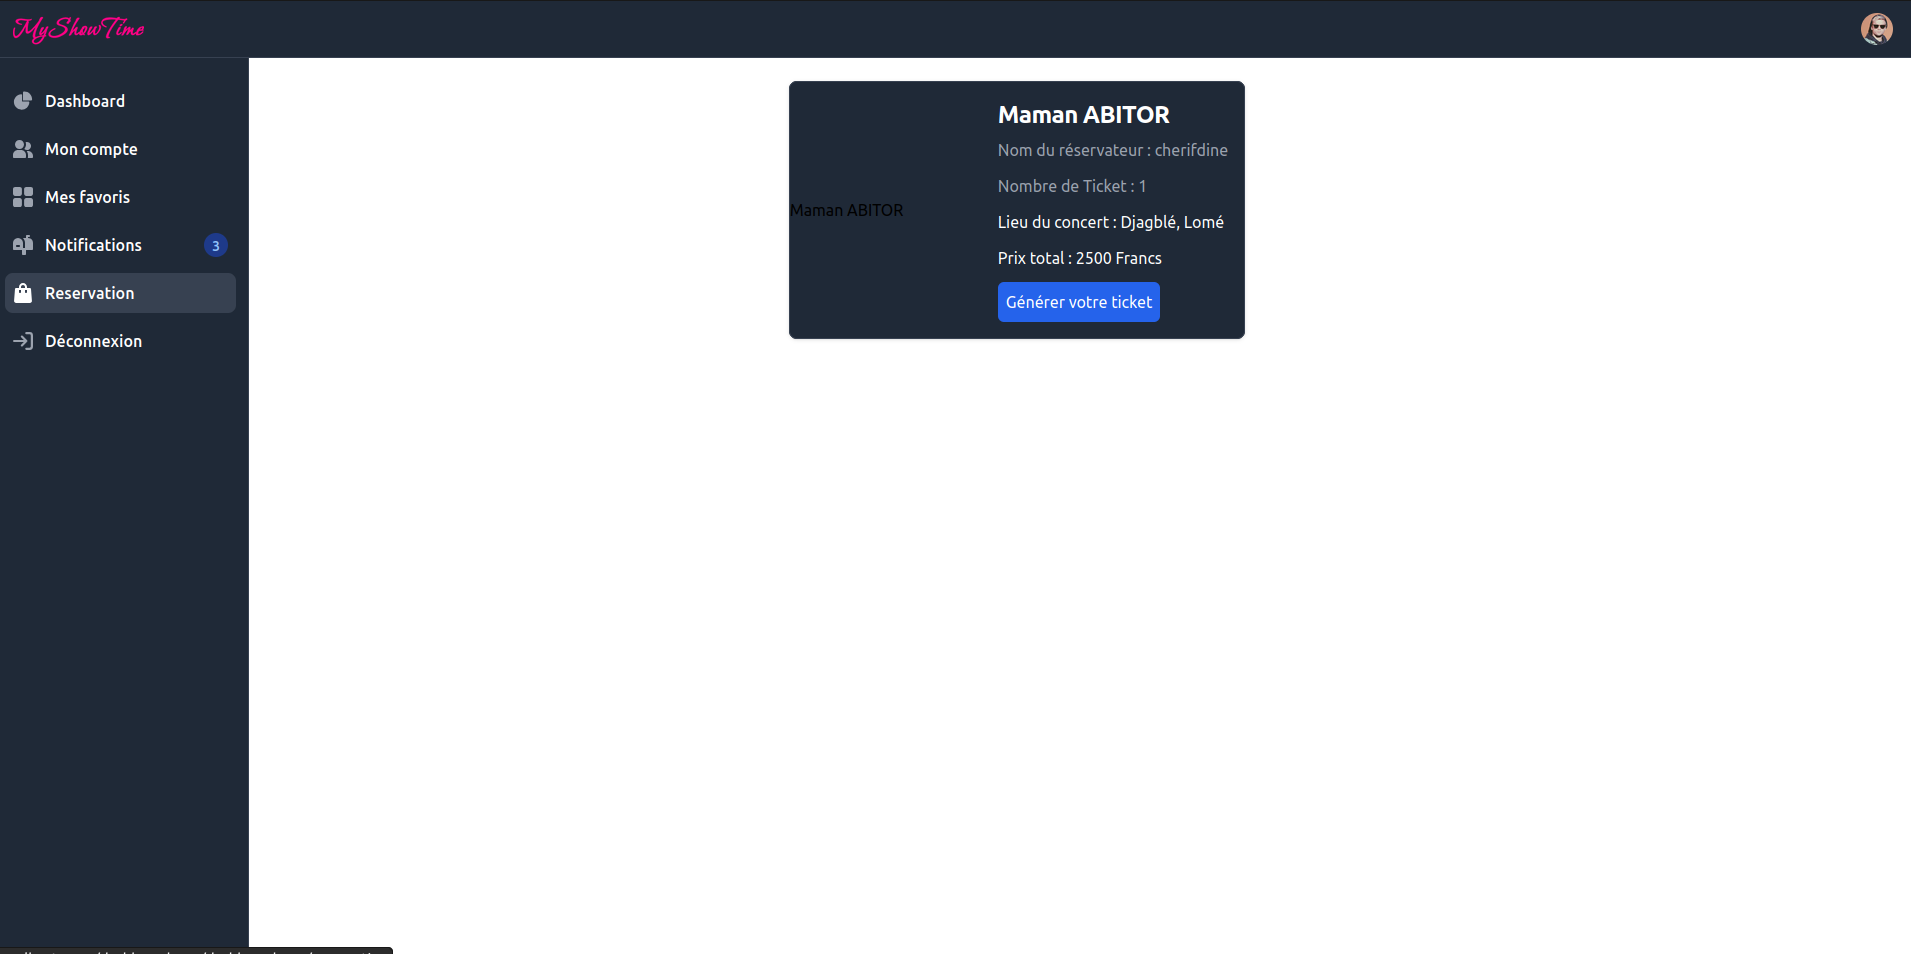 MyShowTime
Dashboard
Mon compte
Mes favoris
Notifications 3
Reservation
Déconnexion
Maman ABITOR
Maman ABITOR
Nom du réservateur : cherifdine
Nombre de Ticket : 1
Lieu du concert : Djagblé, Lomé
Prix total : 2500 Francs
Générer votre ticket